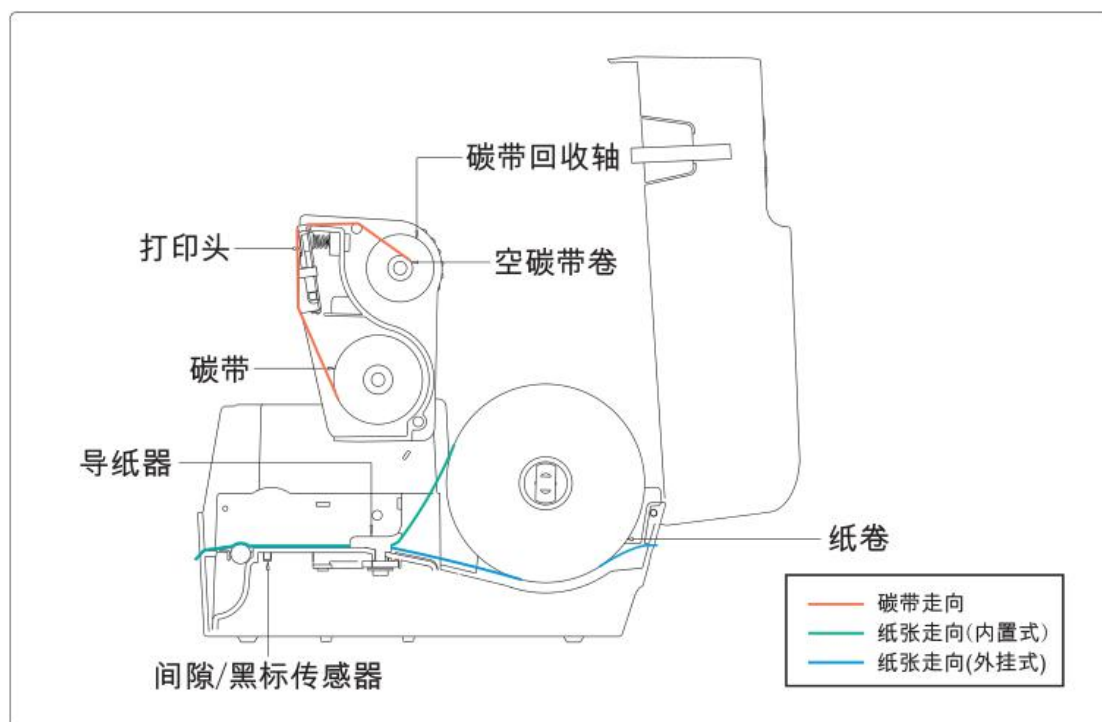 碳带回收轴
打印头
空碳带卷
碳带
导纸器
纸卷
间隙/黑标传感器
碳带走向
纸张走向(内置式)
纸张走向(外挂式)